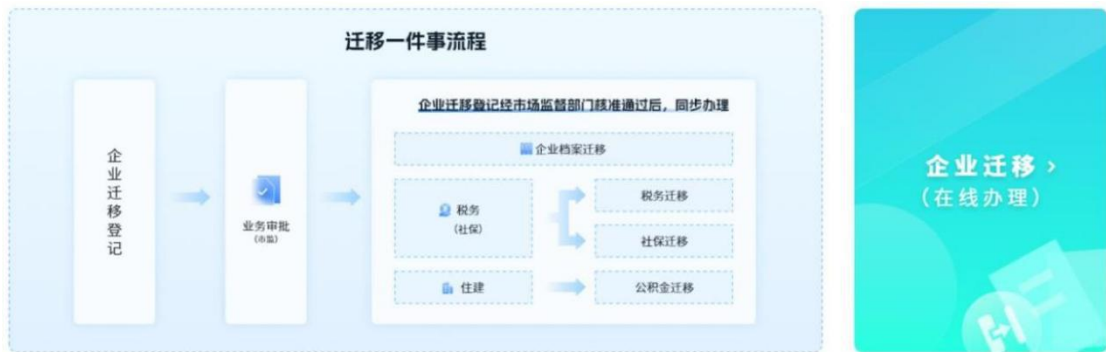 迁移一件事流程
企业迁移登记
业务审批
(市监)
企业迁移登记经市场监督部门核准通过后，同步办理
企业档案迁移
税务
(社保)
税务迁移
社保迁移
住建
公积金迁移
企业迁移 ›
(在线办理)